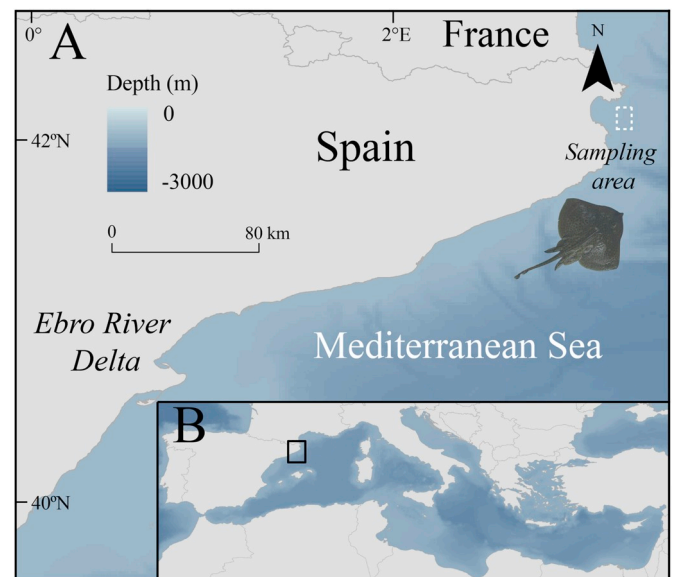 0°
A
2°E
France
N
Depth (m)
0
-3000
42ºN
Spain
Sampling
area
0
80 km
Ebro River
Delta
Mediterranean Sea
B
40ºN